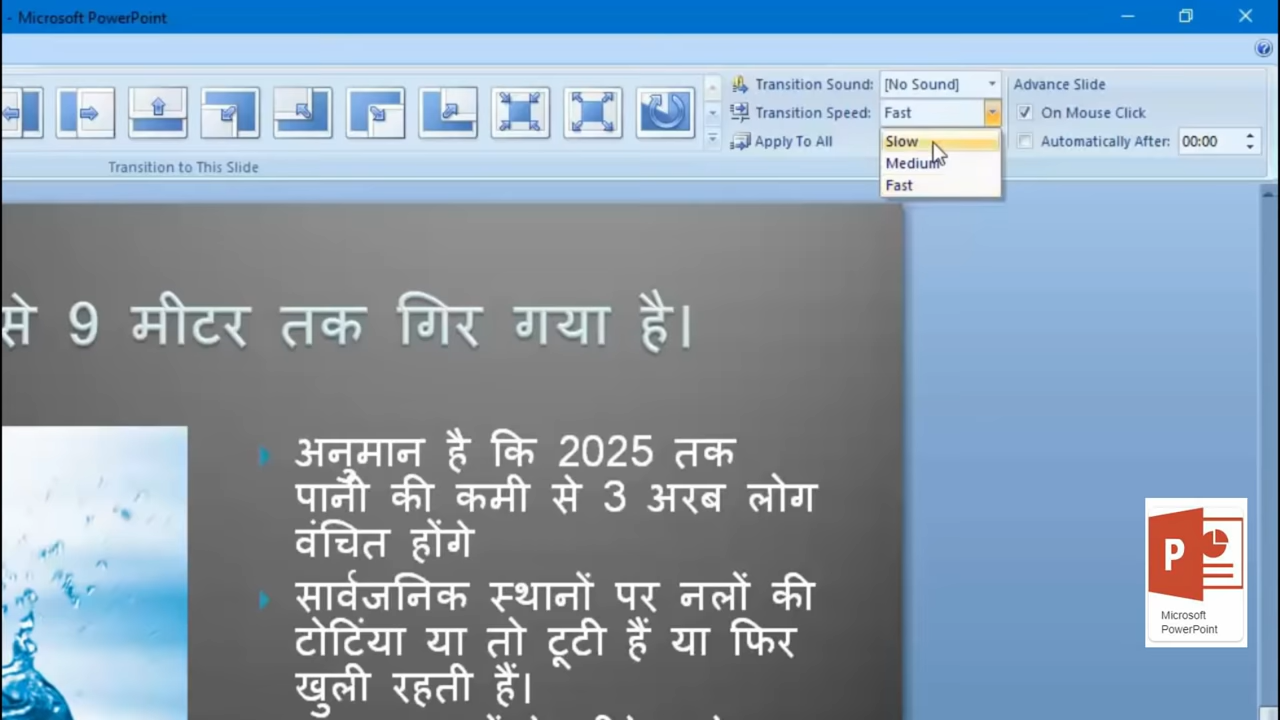 - Microsoft PowerPoint
Transition Sound: [No Sound]
Advance Slide
Transition Speed: Fast
On Mouse Click
Apply To All
Slow
Automatically After: 00:00
Medium
Transition to This Slide
Fast
से 9 मीटर तक गिर गया है।
अनुमान है कि 2025 तक
पानी की कमी से 3 अरब लोग
वंचित होंगे
सार्वजनिक स्थानों पर नलों की
टोटिंया या तो टूटी हैं या फिर
खुली रहती हैं।
P
Microsoft
PowerPoint